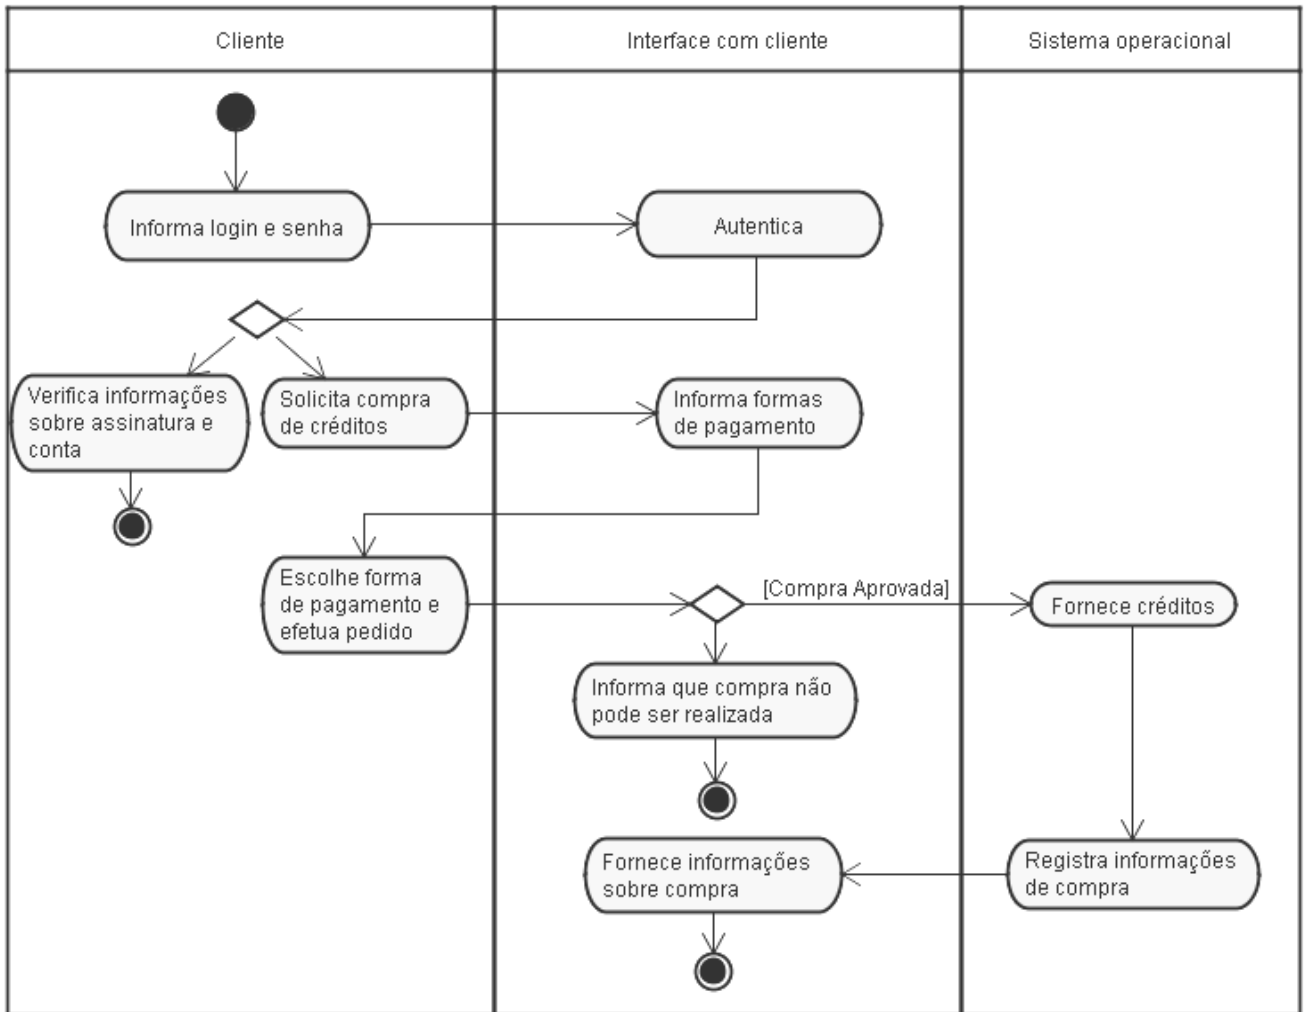 Cliente
Interface com cliente
Sistema operacional
Informa login e senha
Autentica
Verifica informações
sobre assinatura e
conta
Solicita compra
de créditos
Informa formas
de pagamento
Escolhe forma
de pagamento e
efetua pedido
[Compra Aprovada]
Fornece créditos
Informa que compra não
pode ser realizada
Fornece informações
sobre compra
Registra informações
de compra